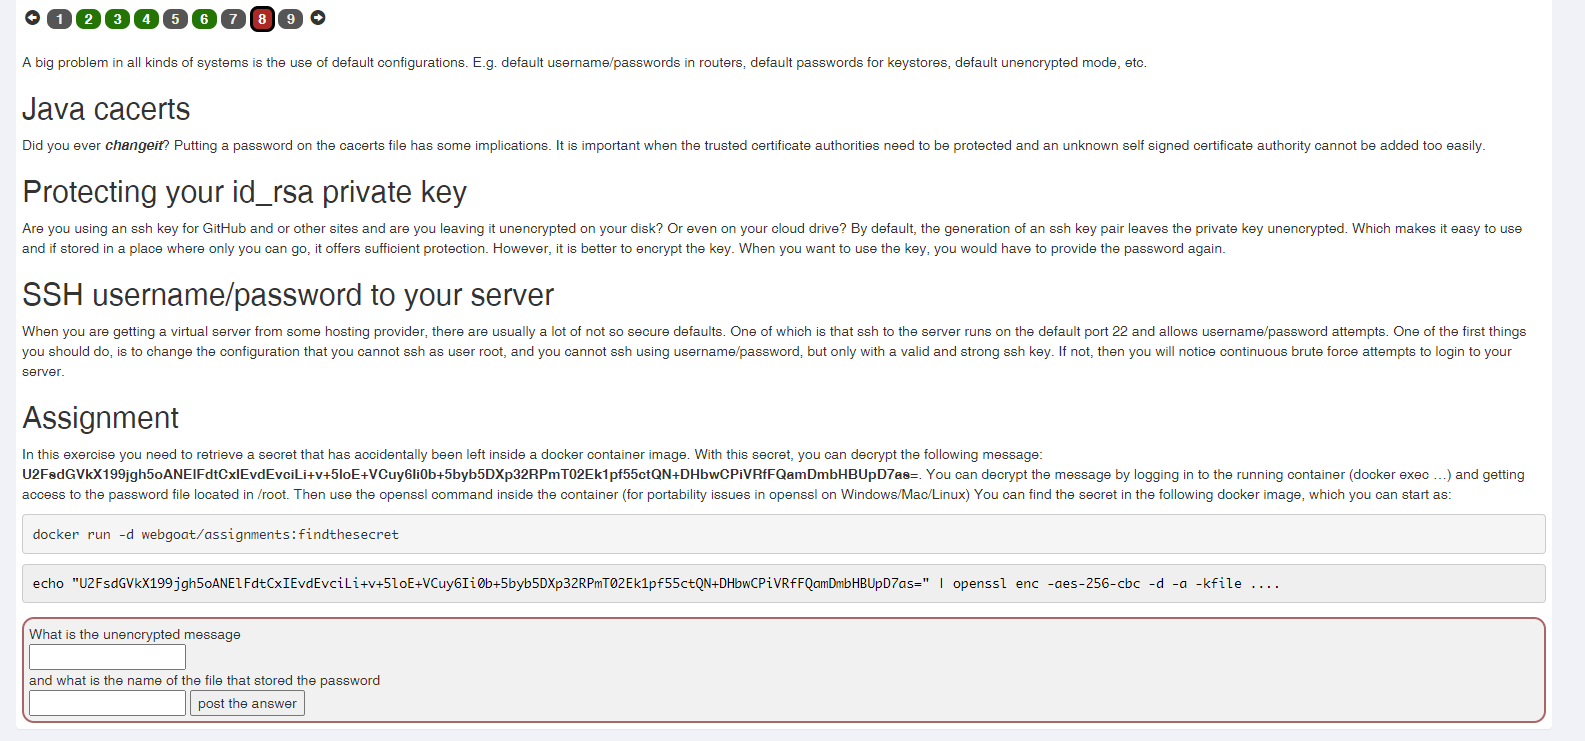 1 2 3 4 5 6 7 8 9
A big problem in all kinds of systems is the use of default configurations. E.g. default username/passwords in routers, default passwords for keystores, default unencrypted mode, etc.
Java cacerts
Did you ever changeit? Putting a password on the cacerts file has some implications. It is important when the trusted certificate authorities need to be protected and an unknown self signed certificate authority cannot be added too easily.
Protecting your id_rsa private key
Are you using an ssh key for GitHub and or other sites and are you leaving it unencrypted on your disk? Or even on your cloud drive? By default, the generation of an ssh key pair leaves the private key unencrypted. Which makes it easy to use
and if stored in a place where only you can go, it offers sufficient protection. However, it is better to encrypt the key. When you want to use the key, you would have to provide the password again.
SSH username/password to your server
When you are getting a virtual server from some hosting provider, there are usually a lot of not so secure defaults. One of which is that ssh to the server runs on the default port 22 and allows username/password attempts. One of the first things
you should do, is to change the configuration that you cannot ssh as user root, and you cannot ssh using username/password, but only with a valid and strong ssh key. If not, then you will notice continuous brute force attempts to login to your
server.
Assignment
In this exercise you need to retrieve a secret that has accidentally been left inside a docker container image. With this secret, you can decrypt the following message:
U2FsdGVkX199jgh5oANElFdtCxIEvdEvciLi+v+5loE+VCuy6Ii0b+5byb5DXp32RPmT02Ek1pf55ctQN+DHbwCPiVRfFQamDmbHBUpD7as=. You can decrypt the message by logging in to the running container (docker exec ...) and getting
access to the password file located in /root. Then use the openssl command inside the container (for portability issues in openssl on Windows/Mac/Linux) You can find the secret in the following docker image, which you can start as:
docker run -d webgoat/assignments:findthesecret
echo "U2FsdGVkX199jgh5oANElFdtCxIEvdEvciLi+v+5loE+VCuy6Ii0b+5byb5DXp32RPmT02Ek1pf55ctQN+DHbwCPiVRfFQamDmbHBUpD7as=" | openssl enc -aes-256-cbc -d -a -kfile ....
What is the unencrypted message
and what is the name of the file that stored the password
post the answer